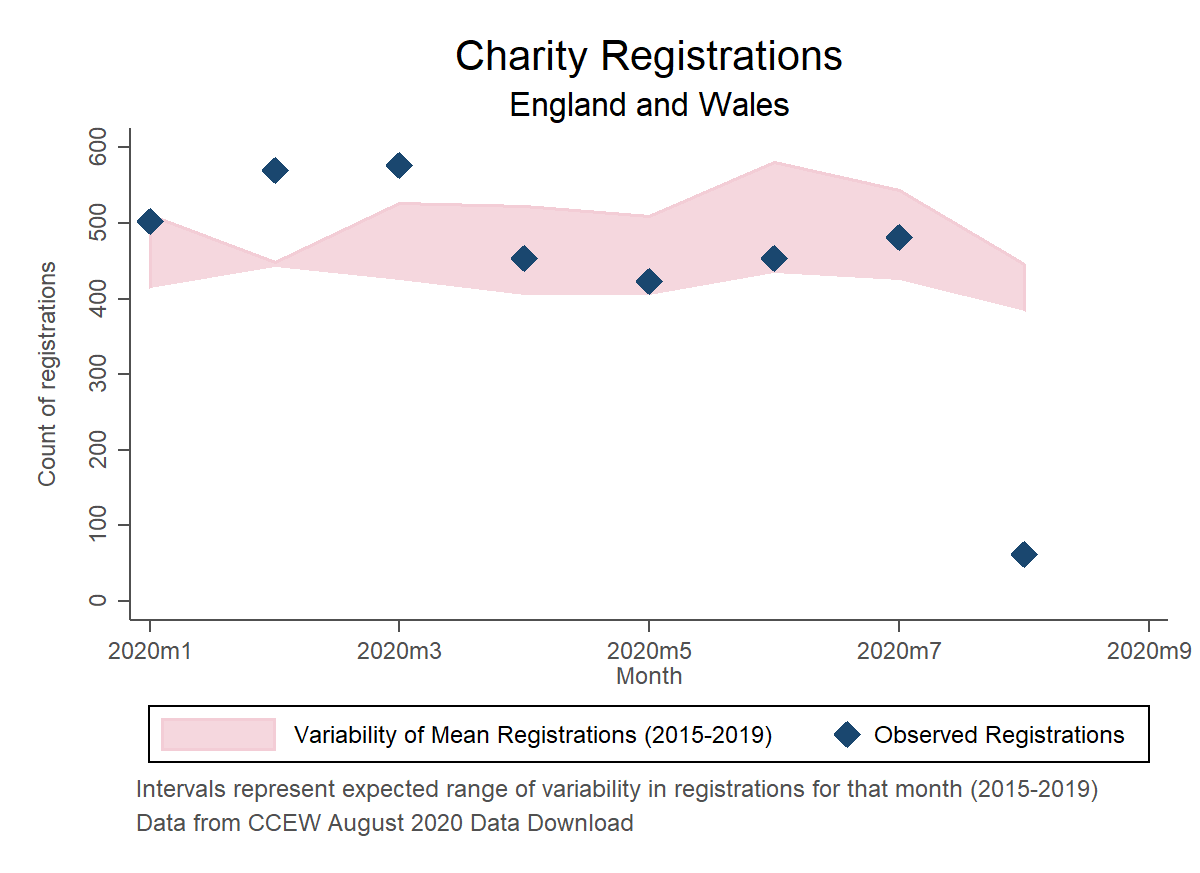 Charity Registrations
England and Wales
600
500
400
300
200
100
0
Count of registrations
2020m1 2020m3 2020m5 2020m7 2020m9
Month
Variability of Mean Registrations (2015-2019) Observed Registrations
Intervals represent expected range of variability in registrations for that month (2015-2019)
Data from CCEW August 2020 Data Download